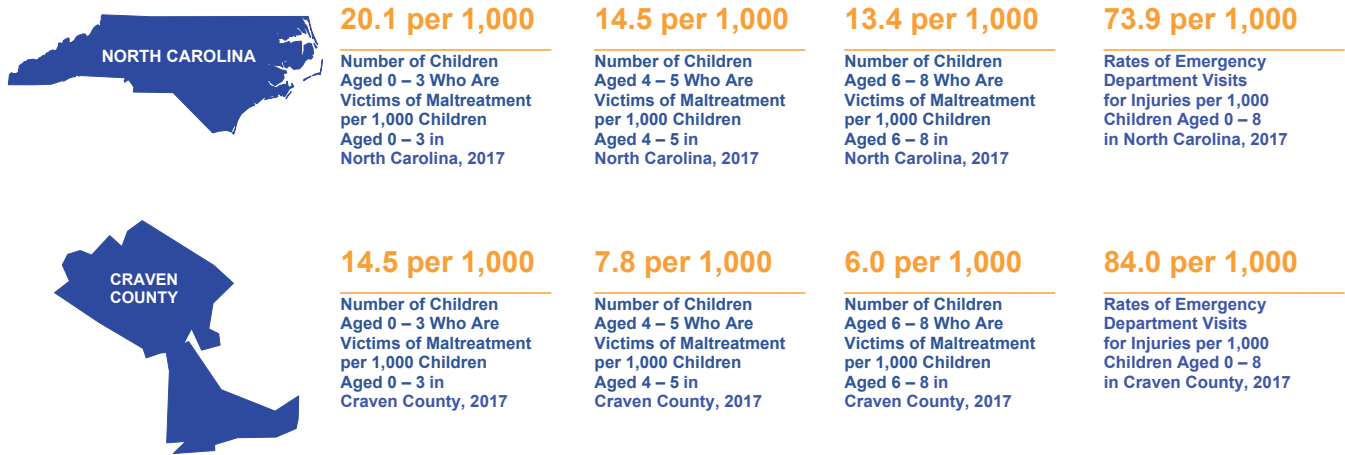 NORTH CAROLINA
20.1 per 1,000
Number of Children
Aged 0 – 3 Who Are
Victims of Maltreatment
per 1,000 Children
Aged 0 – 3 in
North Carolina, 2017
14.5 per 1,000
Number of Children
Aged 4 – 5 Who Are
Victims of Maltreatment
per 1,000 Children
Aged 4 – 5 in
North Carolina, 2017
13.4 per 1,000
Number of Children
Aged 6 – 8 Who Are
Victims of Maltreatment
per 1,000 Children
Aged 6 – 8 in
North Carolina, 2017
73.9 per 1,000
Rates of Emergency
Department Visits
for Injuries per 1,000
Children Aged 0 – 8
in North Carolina, 2017
CRAVEN
COUNTY
14.5 per 1,000
Number of Children
Aged 0 – 3 Who Are
Victims of Maltreatment
per 1,000 Children
Aged 0 – 3 in
Craven County, 2017
7.8 per 1,000
Number of Children
Aged 4 – 5 Who Are
Victims of Maltreatment
per 1,000 Children
Aged 4 – 5 in
Craven County, 2017
6.0 per 1,000
Number of Children
Aged 6 – 8 Who Are
Victims of Maltreatment
per 1,000 Children
Aged 6 – 8 in
Craven County, 2017
84.0 per 1,000
Rates of Emergency
Department Visits
for Injuries per 1,000
Children Aged 0 – 8
in Craven County, 2017